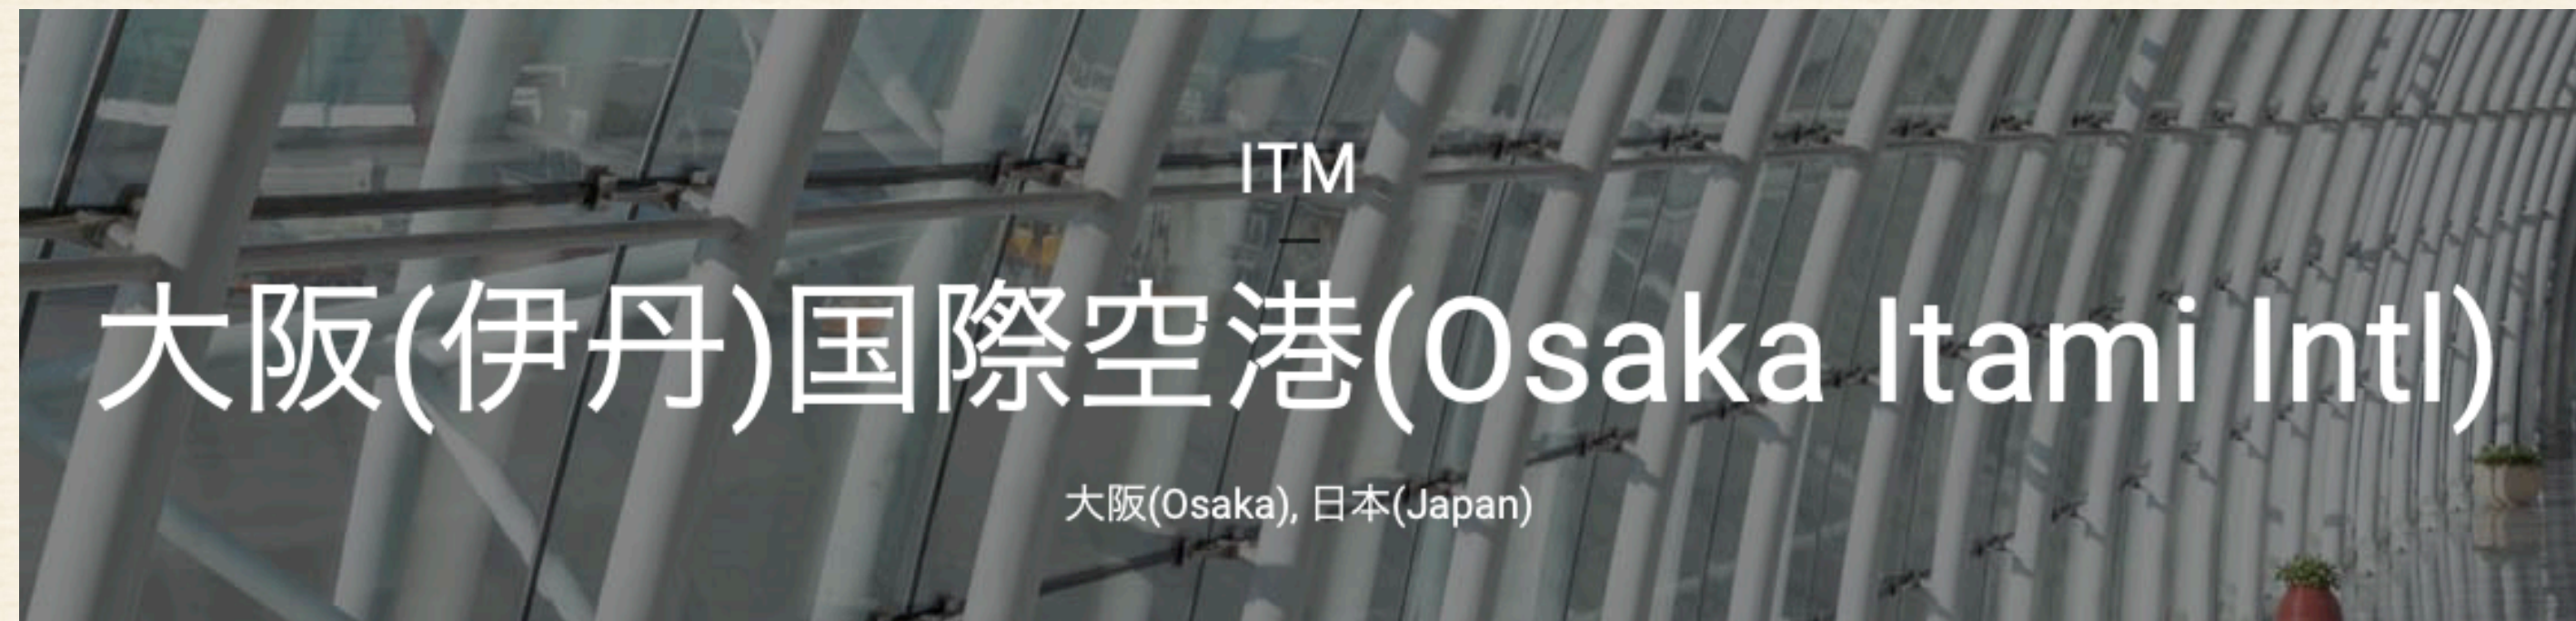 ITM
大阪(伊丹)国際空港(Osaka Itami Intl)
大阪(Osaka), 日本(Japan)